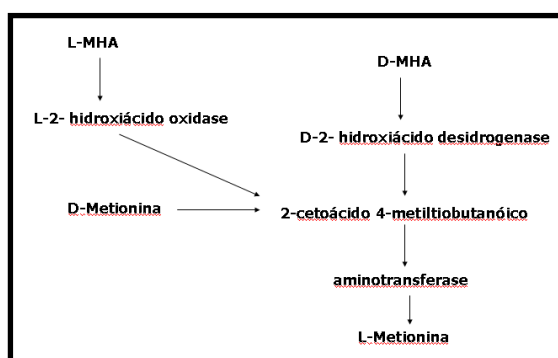 L-MHA
D-MHA
L-2- hidroxiácido oxidase
D-2- hidroxiácido desidrogenase
D-Metionina
2-cetoácido 4-metiltiobutanóico
aminotransferase
L-Metionina